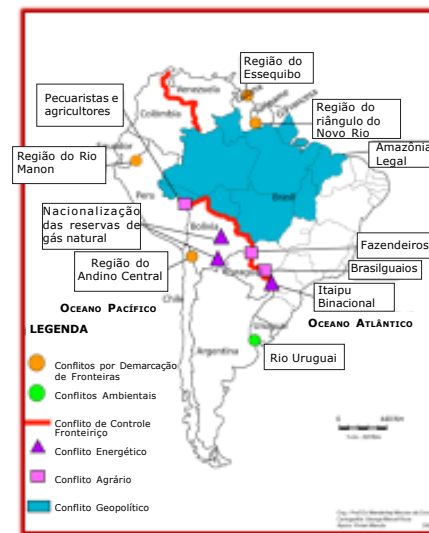 Região do
Essequibo
Pecuaristas e
agricultores
Venezuela
Região do
riângulo do
Novo Rio
Colômbia
Amazônia
Legal
Região do Rio
Manon
Peru
Brasil
Nacionalização
das reservas de
gás natural
Bolívia
Fazendeiros
Região do
Andino Central
Brasilguaios
Itaipu
Binacional
OCEANO PACÍFICO
Chile
OCEANO ATLÂNTICO
LEGENDA
Uruguai
Argentina
Rio Uruguai
Conflitos por Demarcação
de Fronteiras
Conflitos Ambientais
Conflito de Controle
Fronteiriço
Conflito Energético
Conflito Agrário
Conflito Geopolítico